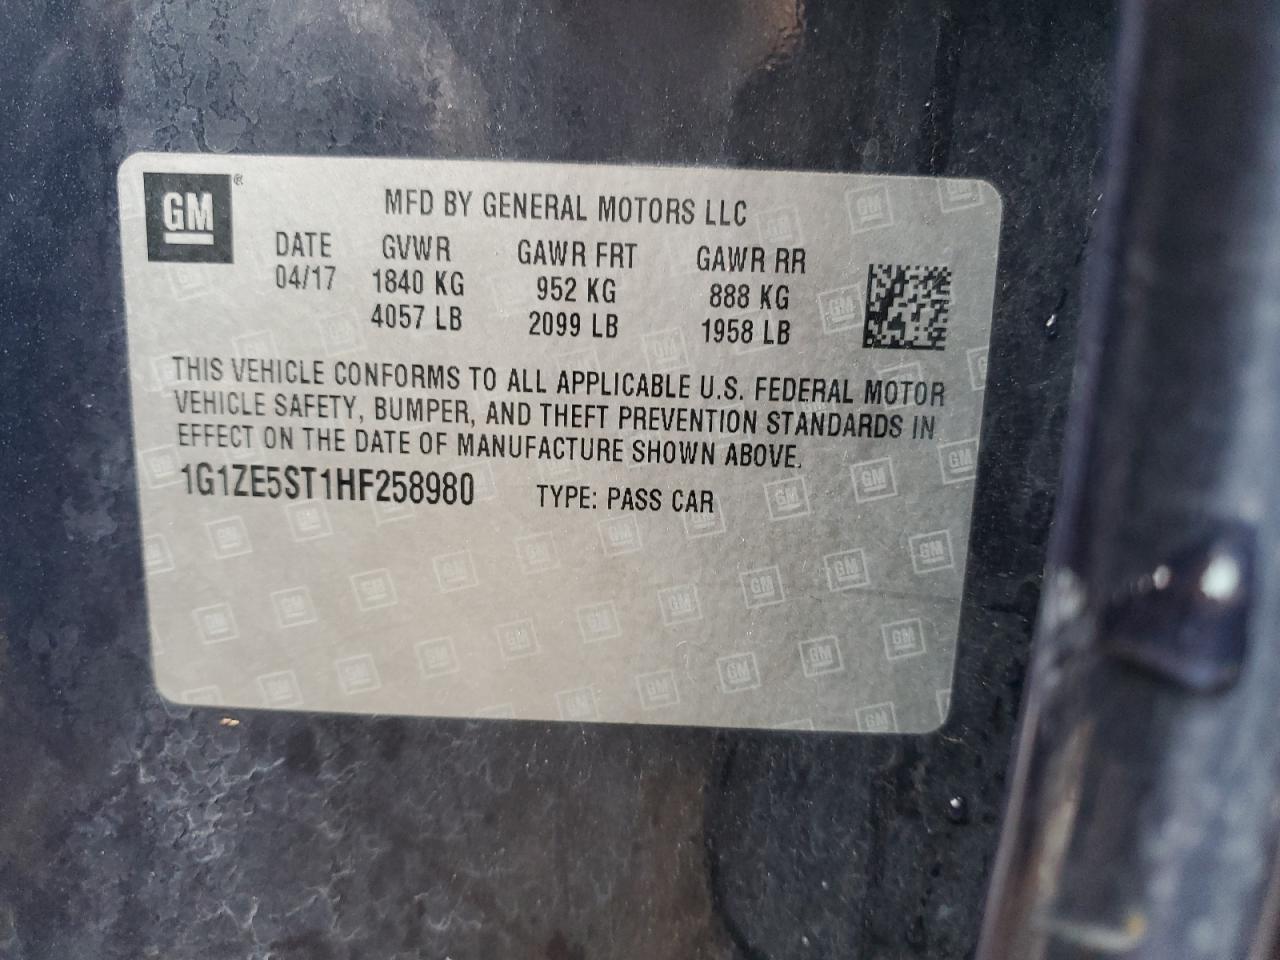 GM ®
MFD BY GENERAL MOTORS LLC
DATE GVWR GAWR FRT GAWR RR
04/17 1840 KG 952 KG 888 KG
4057 LB 2099 LB 1958 LB
THIS VEHICLE CONFORMS TO ALL APPLICABLE U.S. FEDERAL MOTOR
VEHICLE SAFETY, BUMPER, AND THEFT PREVENTION STANDARDS IN
EFFECT ON THE DATE OF MANUFACTURE SHOWN ABOVE.
1G1ZE5ST1HF258980 TYPE: PASS CAR